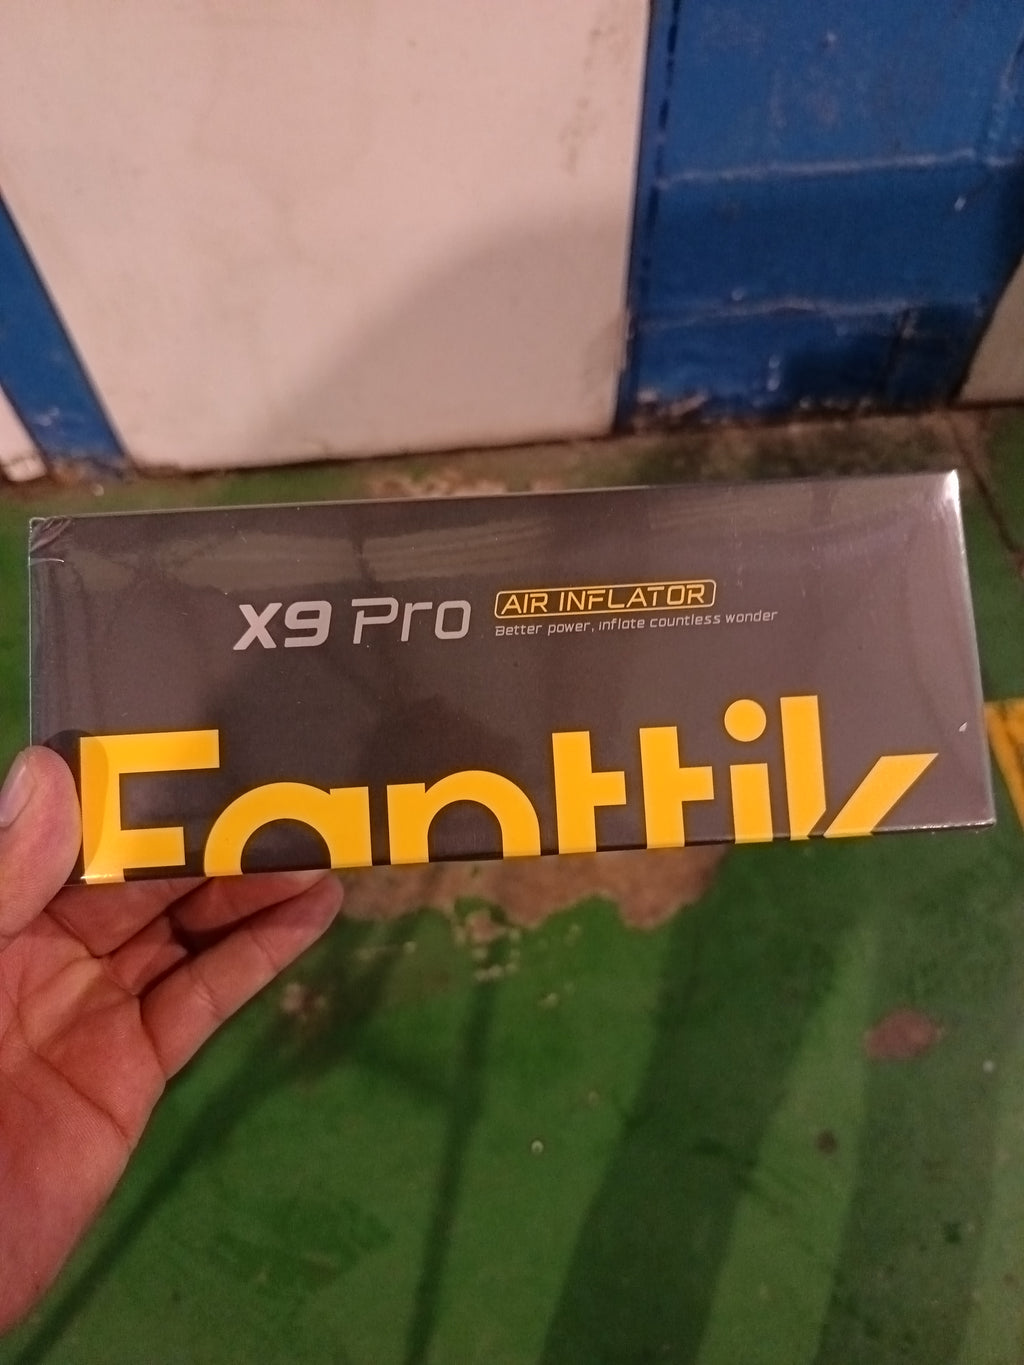 X9 Pro
AIR INFLATOR
Better power, inflate countless wonder
Fanttik